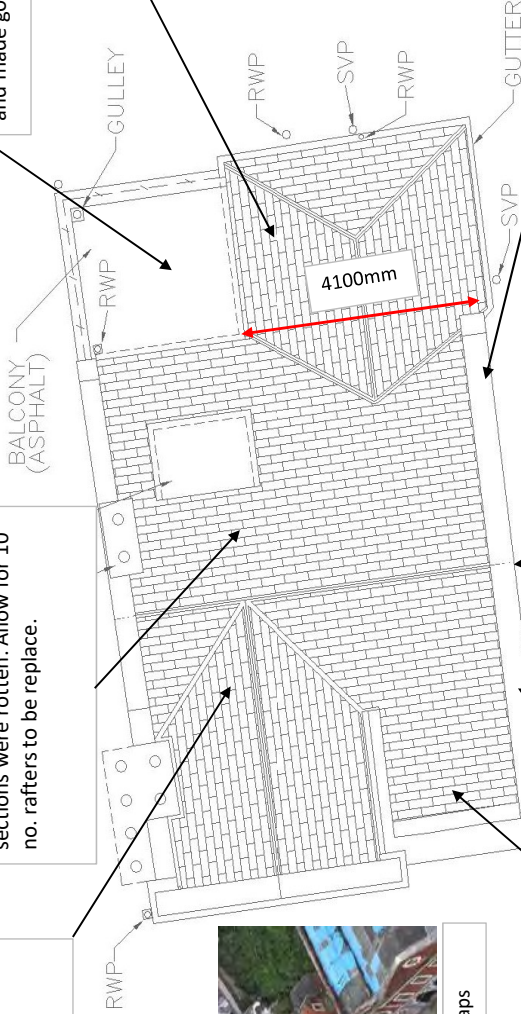 and made go
GULLEY
RWP
SVP
RWP
GUTTER
SVP
4100mm
BALCONY
(ASPHALT)
RWP
sections were rotten. Allow for 10
no. rafters to be replace.
RWP
aps